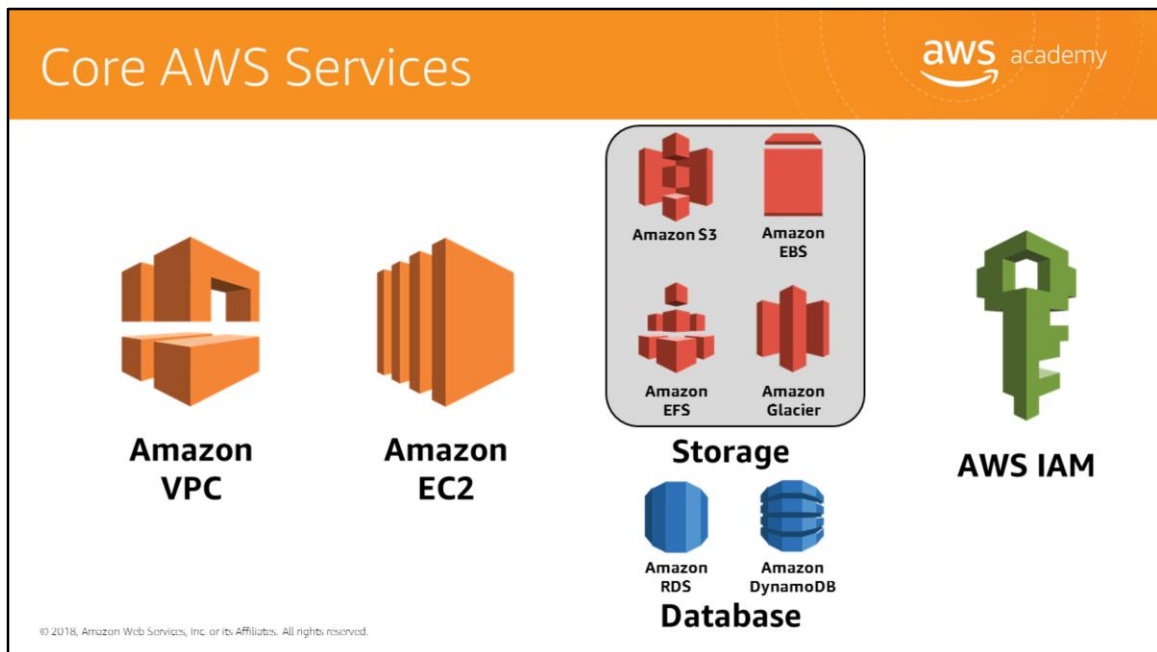 Core AWS Services
aws academy
Amazon
VPC
Amazon
EC2
Amazon S3
Amazon
EBS
Amazon
EFS
Amazon
Glacier
Storage
Amazon
RDS
Amazon
DynamoDB
Database
AWS IAM
© 2018, Amazon Web Services, Inc. or its Affiliates. All rights reserved.